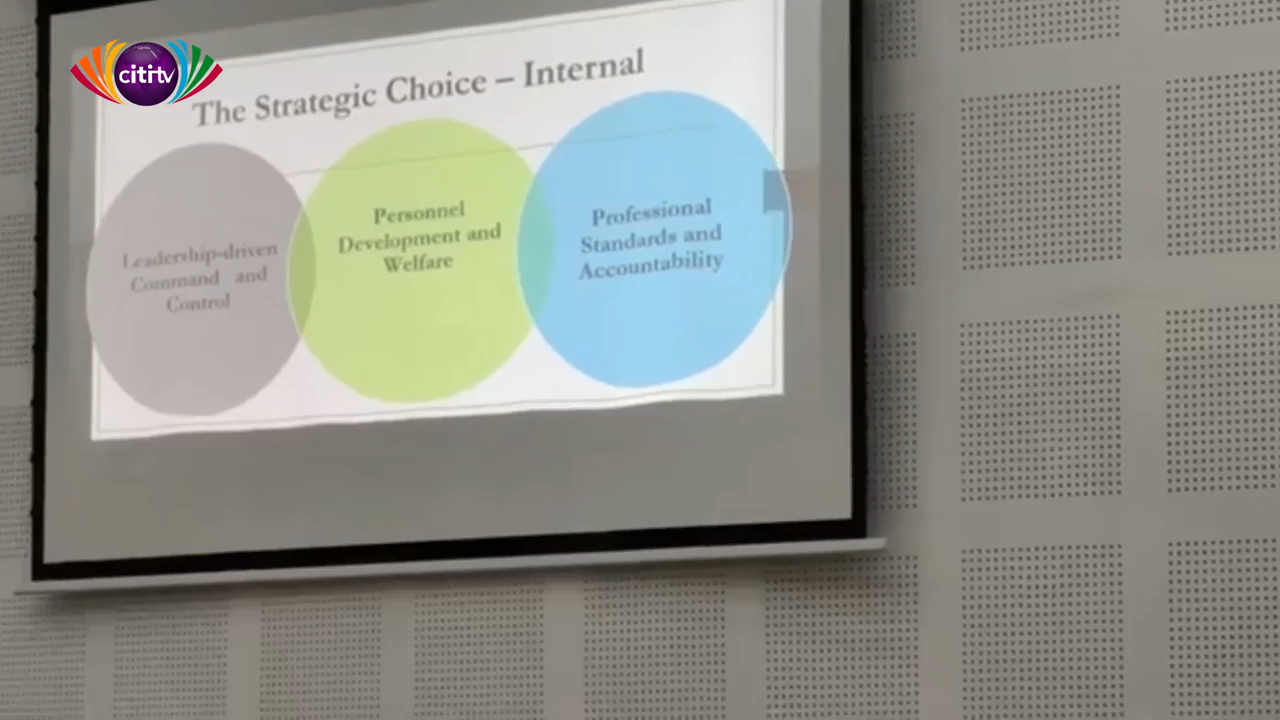 citi tv
The Strategic Choice – Internal
Leadership-driven
Command and
Control
Personnel
Development and
Welfare
Professional
Standards and
Accountability